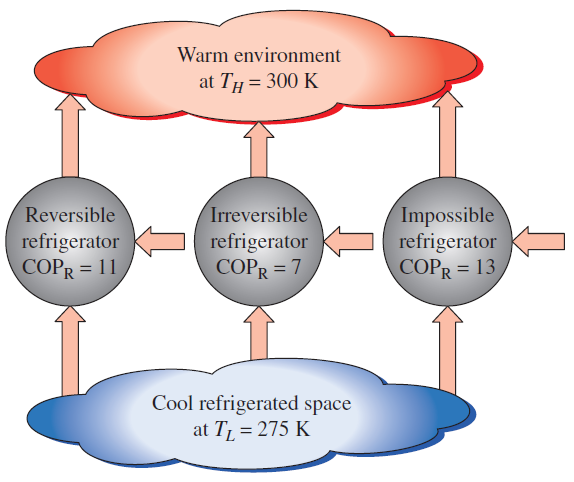 Warm environment
at T_H = 300 K
Reversible
refrigerator
COP_R = 11
Irreversible
refrigerator
COP_R = 7
Impossible
refrigerator
COP_R = 13
Cool refrigerated space
at T_L = 275 K